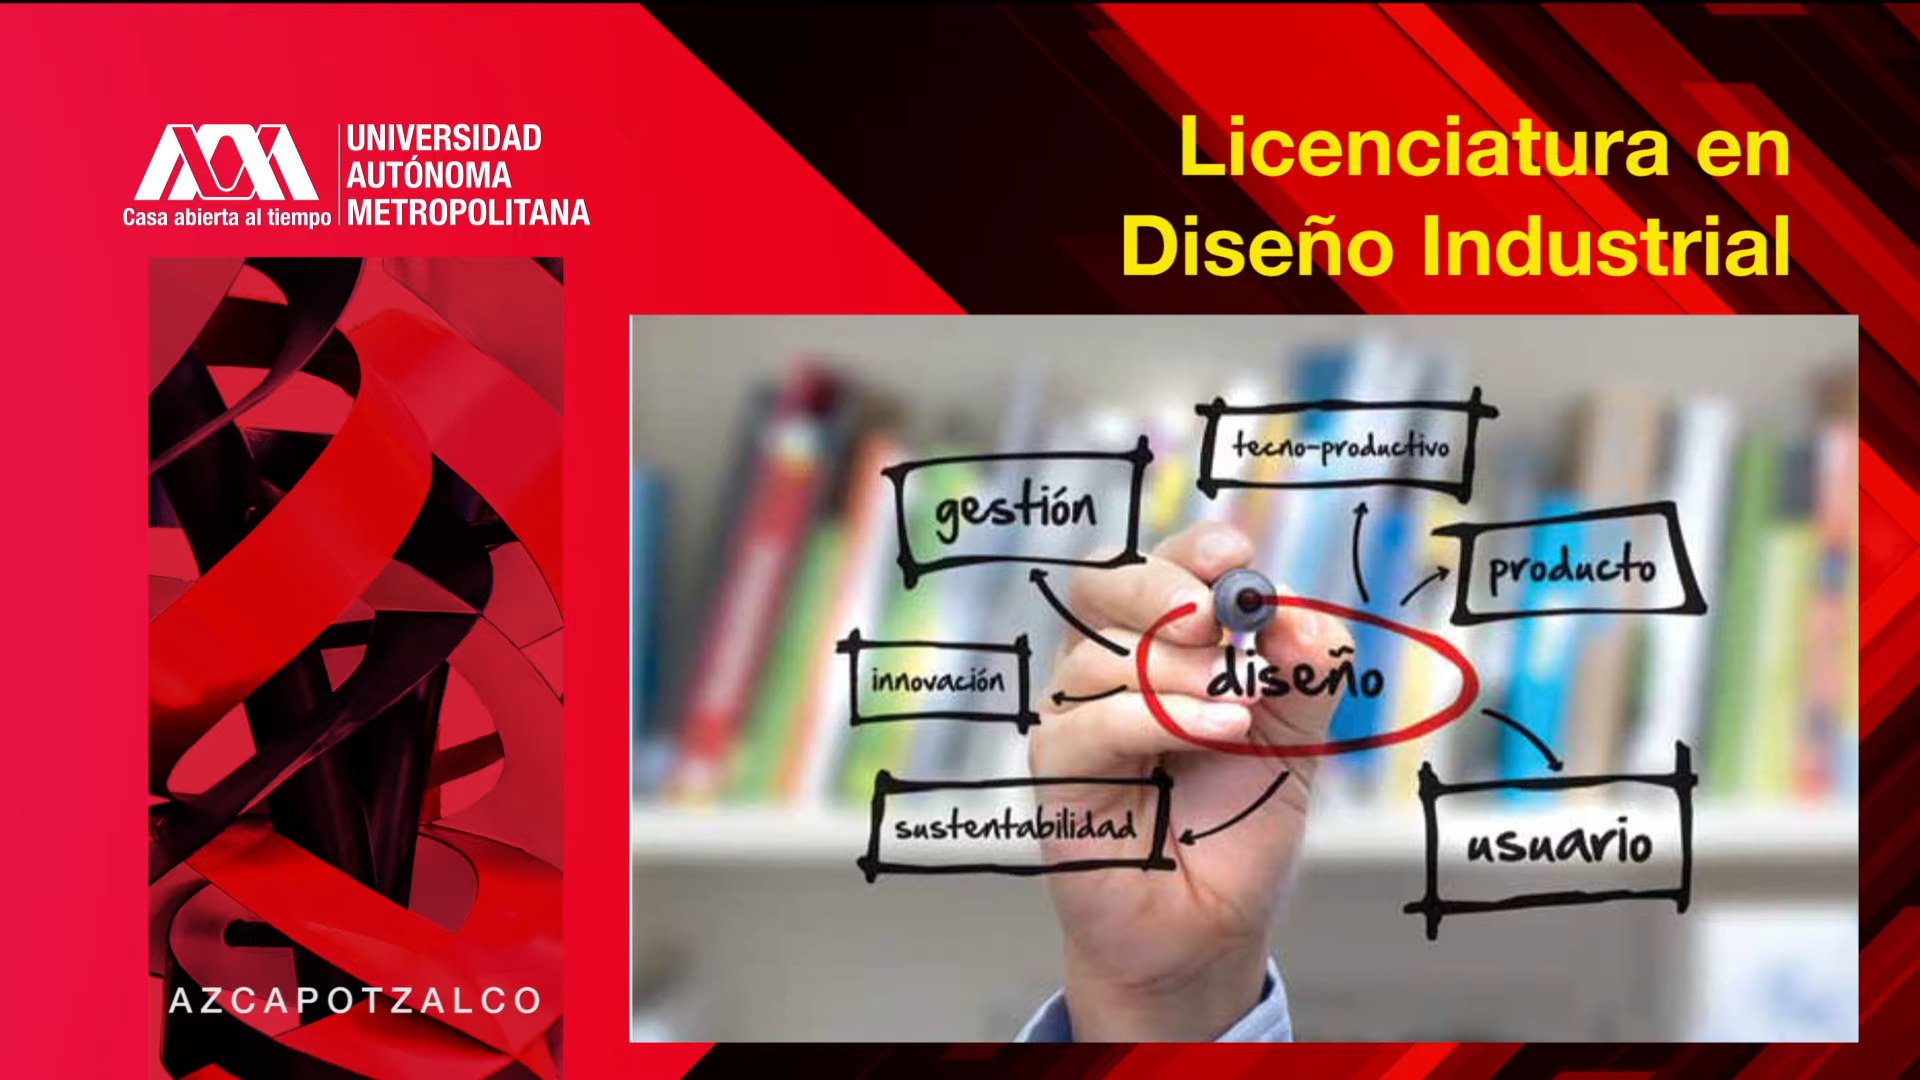 UNIVERSIDAD
AUTÓNOMA
METROPOLITANA
Casa abierta al tiempo
Licenciatura en
Diseño Industrial
tecno-productivo
gestión
producto
innovación
diseño
sustentabilidad
usuario
AZCAPOTZALCO